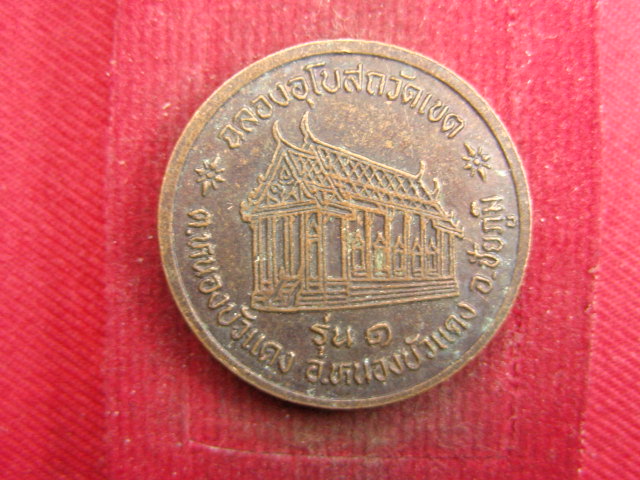 ฉลองอุโบสถวัดเขต
รุ่น ๑
ต.หนองบัวแดง อ.หนองบัวแดง จ.ชัยภูมิ